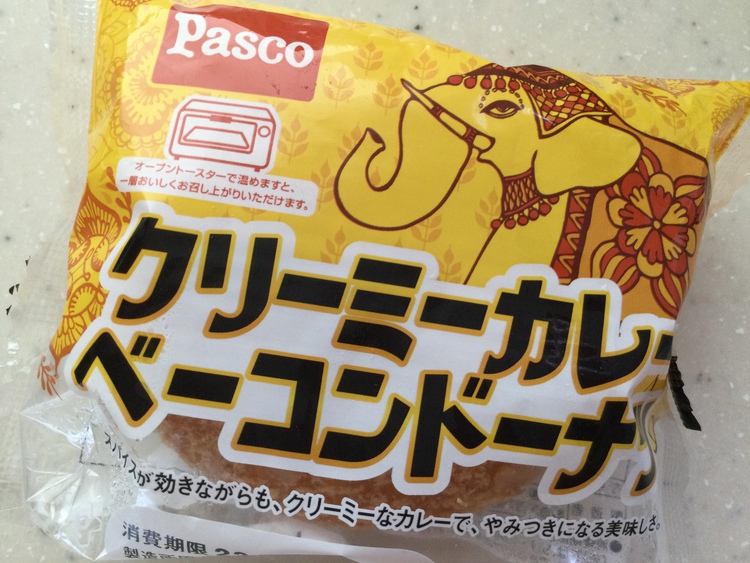 Pasco
オーブントースターで温めますと、
一層おいしくお召し上がりいただけます。
クリーミーカレー
ベーコンドーナツ
スパイスが効きながらも、クリーミーなカレーで、やみつきになる美味しさ。
消費期限